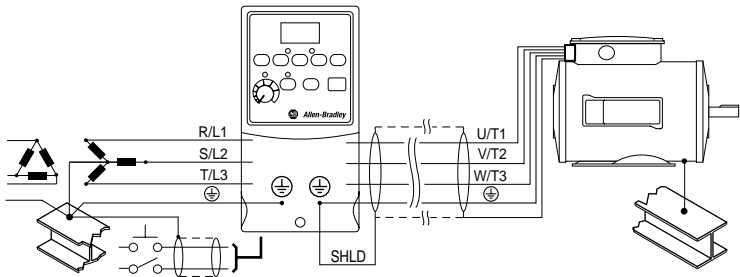 Allen-Bradley
R/L1
S/L2
T/L3
U/T1
V/T2
W/T3
SHLD